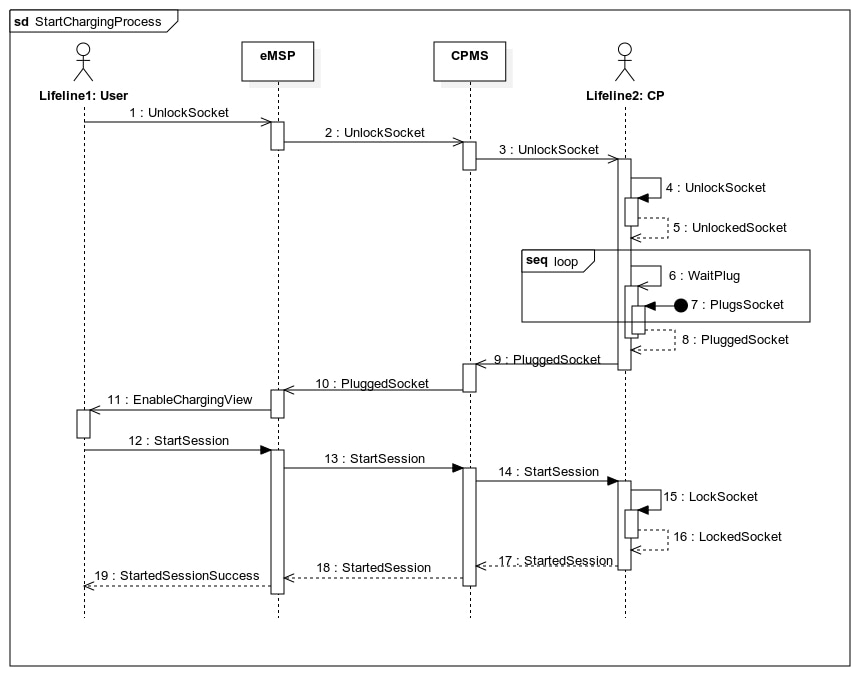 sd StartChargingProcess
eMSP
CPMS
Lifeline1: User
Lifeline2: CP
1 : UnlockSocket
2 : UnlockSocket
3 : UnlockSocket
4 : UnlockSocket
5 : UnlockedSocket
seq loop
6 : WaitPlug
7 : PlugsSocket
8 : PluggedSocket
9 : PluggedSocket
10 : PluggedSocket
11 : EnableChargingView
12 : StartSession
13 : StartSession
14 : StartSession
15 : LockSocket
16 : LockedSocket
17 : StartedSession
18 : StartedSession
19 : StartedSessionSuccess